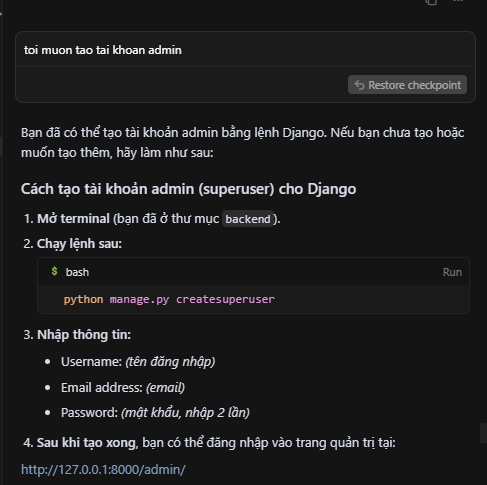 toi muon tao tai khoan admin
Restore checkpoint
Bạn đã có thể tạo tài khoản admin bằng lệnh Django. Nếu bạn chưa tạo hoặc
muốn tạo thêm, hãy làm như sau:
Cách tạo tài khoản admin (superuser) cho Django
1. Mở terminal (bạn đã ở thư mục backend).
2. Chạy lệnh sau:
$ bash Run
python manage.py createsuperuser
3. Nhập thông tin:
• Username: (tên đăng nhập)
• Email address: (email)
• Password: (mật khẩu, nhập 2 lần)
4. Sau khi tạo xong, bạn có thể đăng nhập vào trang quản trị tại:
http://127.0.0.1:8000/admin/